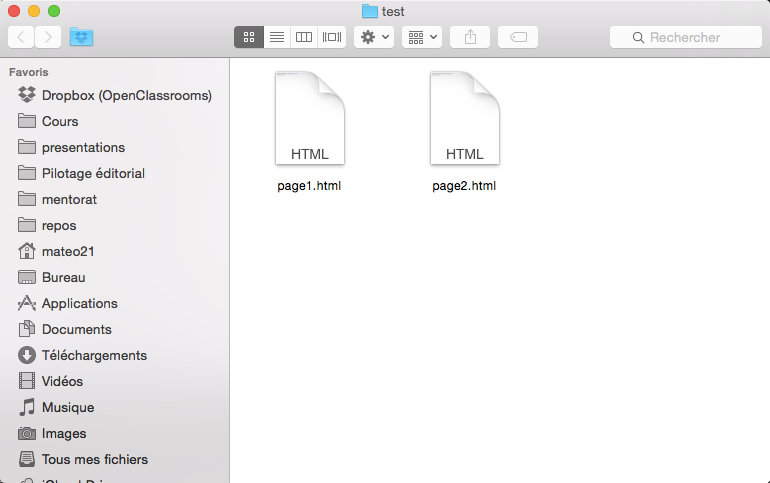 test
Rechercher
Favoris
Dropbox (OpenClassrooms)
Cours
presentations
Pilotage éditorial
mentorat
repos
mateo21
Bureau
Applications
Documents
Téléchargements
Vidéos
Musique
Images
Tous mes fichiers
HTML
HTML
page1.html
page2.html